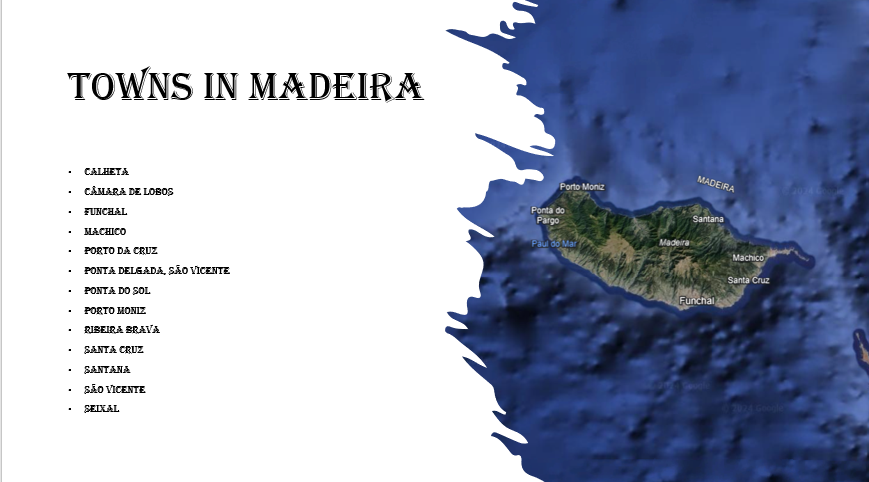 TOWNS IN MADEIRA
• CALHETA
• CÂMARA DE LOBOS
• FUNCHAL
• MACHICO
• PORTO DA CRUZ
• PONTA DELGADA, SÃO VICENTE
• PONTA DO SOL
• PORTO MONIZ
• RIBEIRA BRAVA
• SANTA CRUZ
• SANTANA
• SÃO VICENTE
• SEIXAL
MADEIRA
Porto Moniz
Ponta do
Pargo
Santana
Paul do Mar
Madeira
Machico
Santa Cruz
Funchal